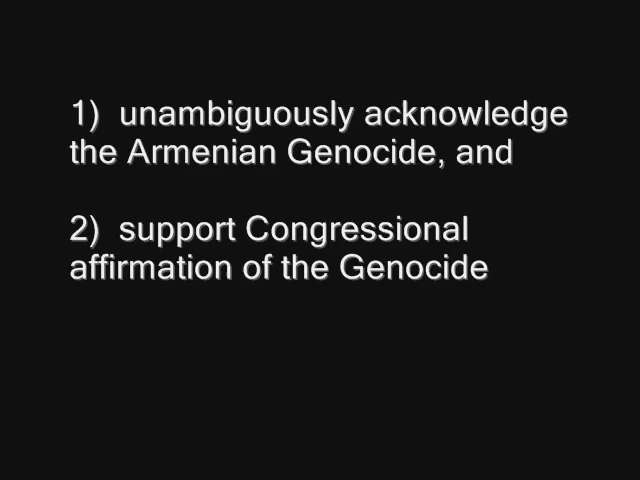 1)  unambiguously acknowledge
the Armenian Genocide, and
2)  support Congressional
affirmation of the Genocide